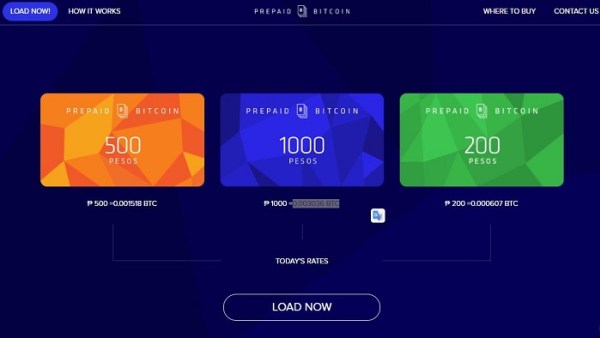 LOAD NOW!
HOW IT WORKS
PREPAID BITCOIN
WHERE TO BUY
CONTACT US
PREPAID BITCOIN
500
PESOS
PREPAID BITCOIN
1000
PESOS
PREPAID BITCOIN
200
PESOS
₱ 500 =0.001518 BTC
₱ 1000 =0.003036 BTC
₱ 200 =0.000607 BTC
TODAY'S RATES
LOAD NOW